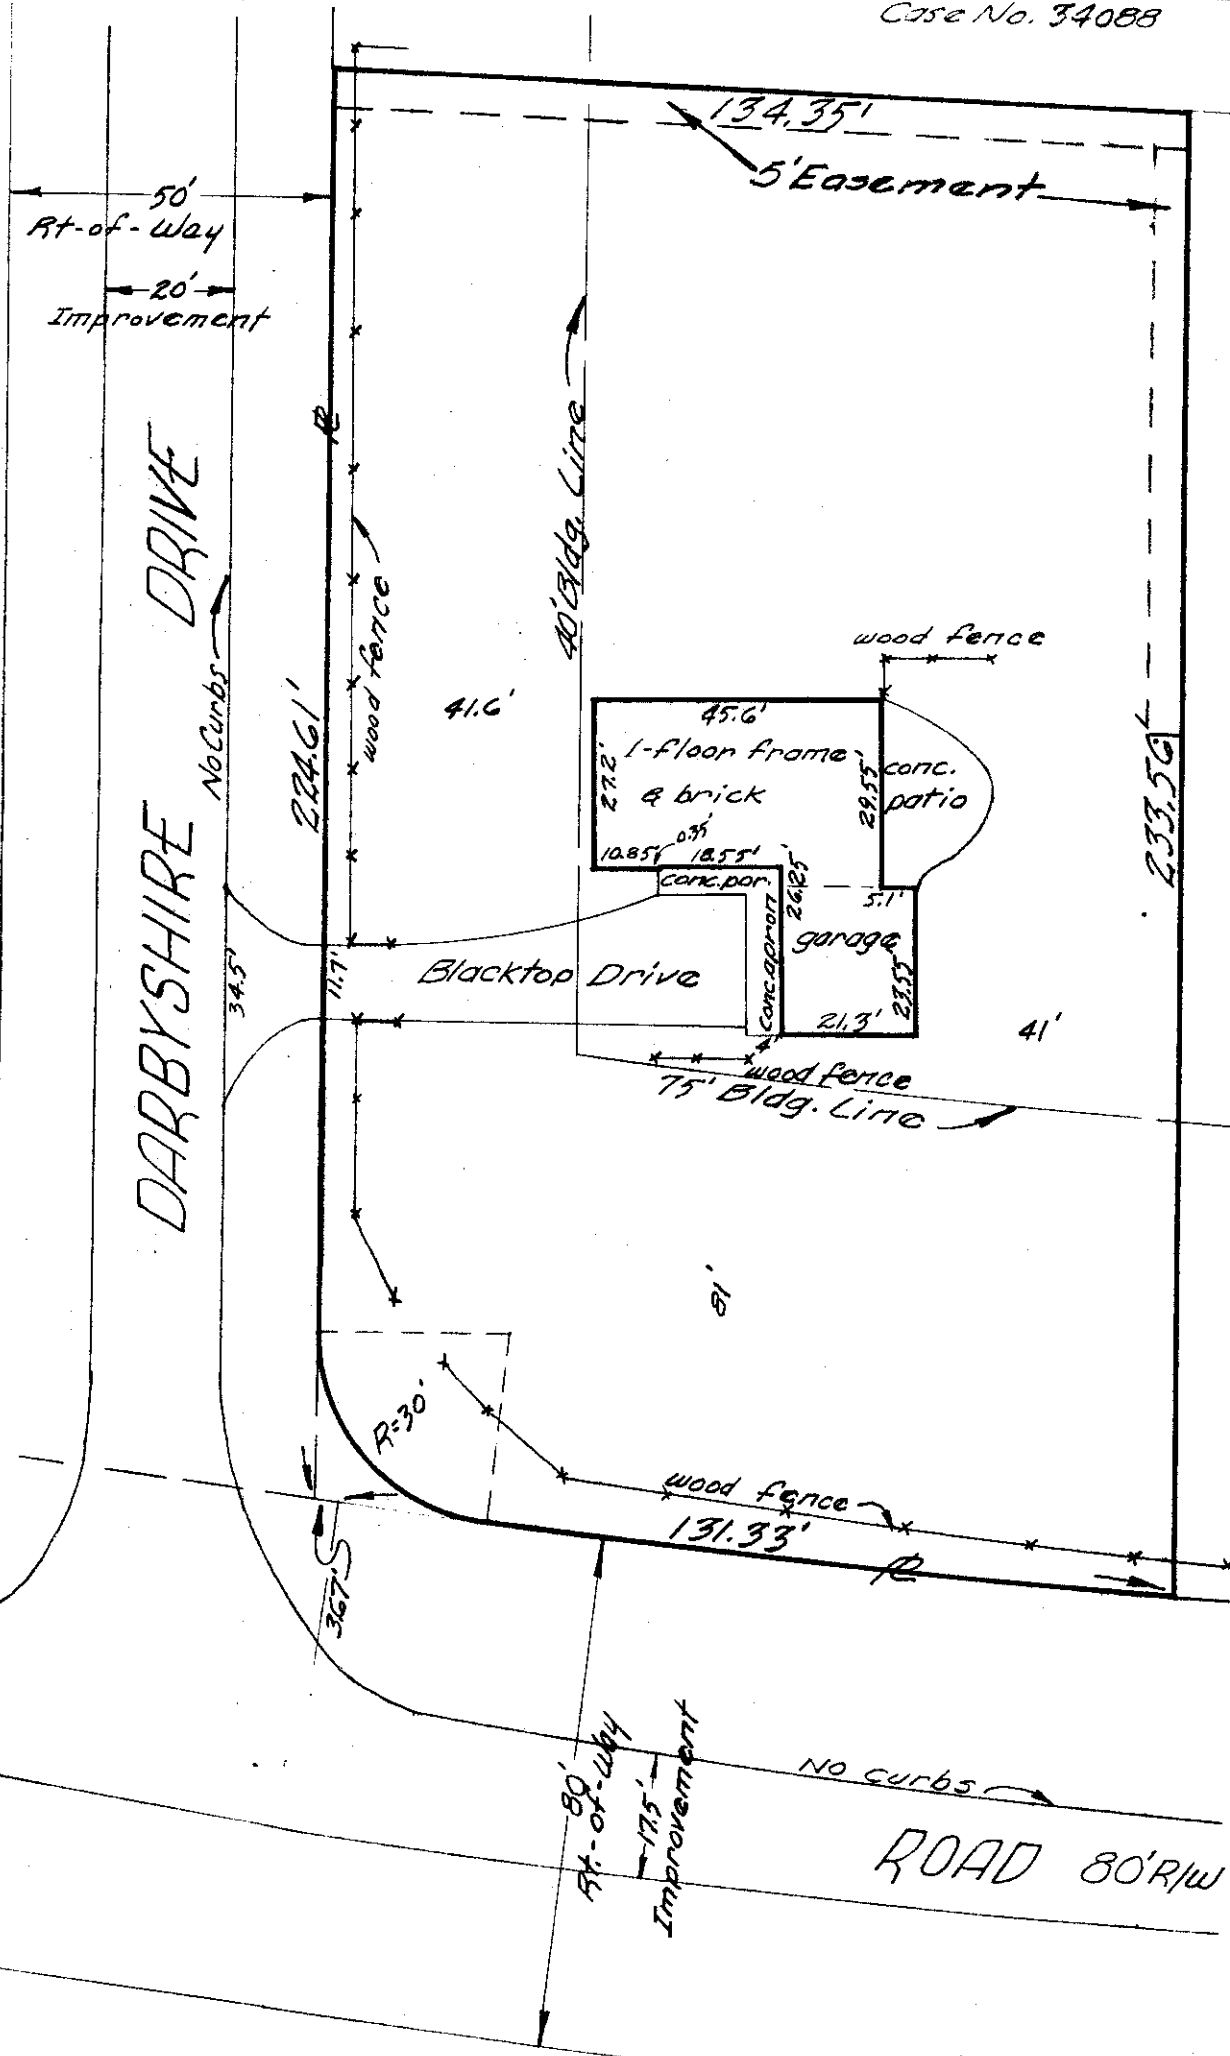 Case No. 34088
134.35'
5' Easement
50'
Rt-of-Way
20'
Improvement
DARBYSHIRE DRIVE
No Curbs
224.61'
wood fence
40' Bldg. Line
41.6'
wood fence
45.6'
1-floor frame
& brick
27.2'
29.55'
conc.
patio
233.56'
10.85'
0.35'
18.55'
conc. por.
26.25'
5.1'
garage
conc. apron
23.55'
21.3'
4'
41'
34.5'
11.7'
Blacktop Drive
wood fence
75' Bldg. Line
81'
R=30'
wood fence
131.33'
PL
PL
367'S
80'
Rt.-of-Way
17.5'
Improvement
No curbs
ROAD 80' R/W